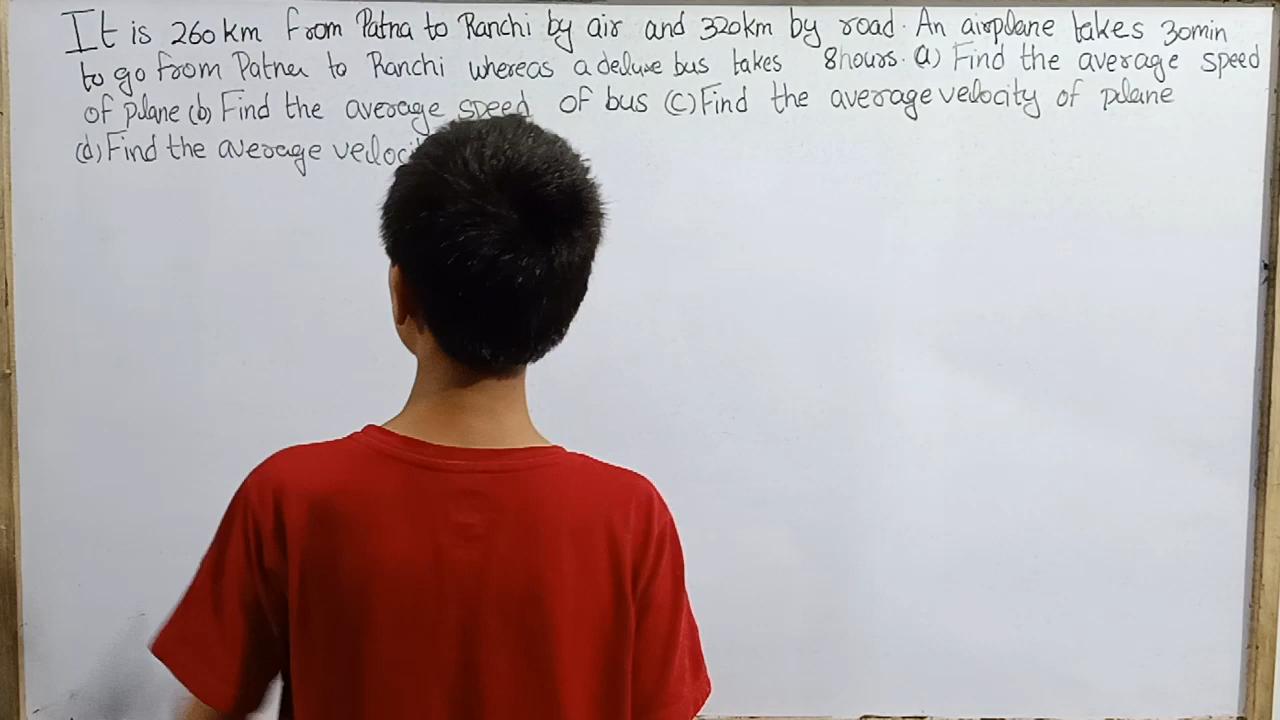 It is 260 km from Patna to Ranchi by air and 320km by road. An airplane takes 30min
to go from Patna to Ranchi whereas a deluxe bus takes 8hours. (a) Find the average speed
of plane (b) Find the average speed of bus (c) Find the average velocity of plane
(d) Find the average